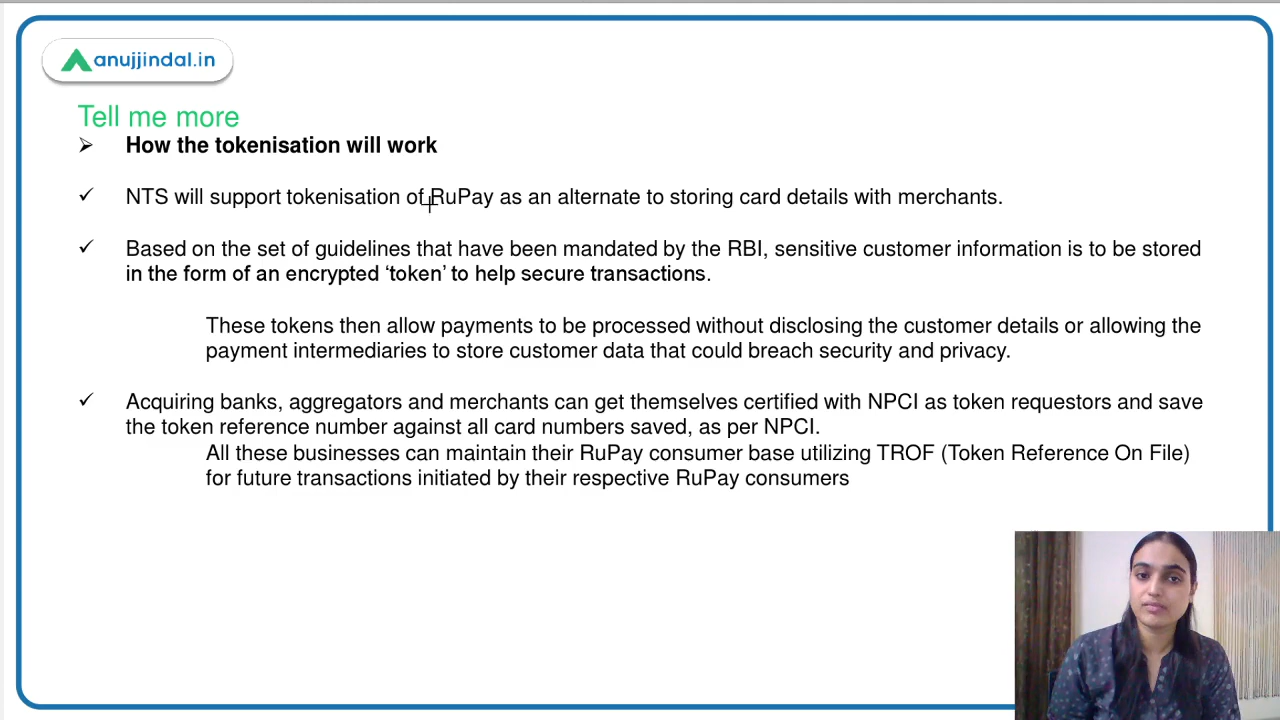 anujjindal.in
Tell me more
How the tokenisation will work
NTS will support tokenisation of RuPay as an alternate to storing card details with merchants.
Based on the set of guidelines that have been mandated by the RBI, sensitive customer information is to be stored
in the form of an encrypted ‘token’ to help secure transactions.
These tokens then allow payments to be processed without disclosing the customer details or allowing the
payment intermediaries to store customer data that could breach security and privacy.
Acquiring banks, aggregators and merchants can get themselves certified with NPCI as token requestors and save
the token reference number against all card numbers saved, as per NPCI.
All these businesses can maintain their RuPay consumer base utilizing TROF (Token Reference On File)
for future transactions initiated by their respective RuPay consumers